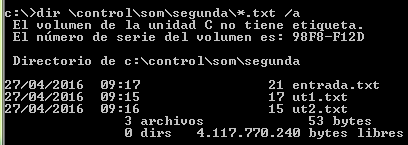 c:\>dir \control\som\segunda\*.txt /a
El volumen de la unidad C no tiene etiqueta.
El número de serie del volumen es: 98F8-F12D
Directorio de c:\control\som\segunda
27/04/2016 09:17 21 entrada.txt
27/04/2016 09:15 17 ut1.txt
27/04/2016 09:16 15 ut2.txt
3 archivos 53 bytes
0 dirs 4.117.770.240 bytes libres